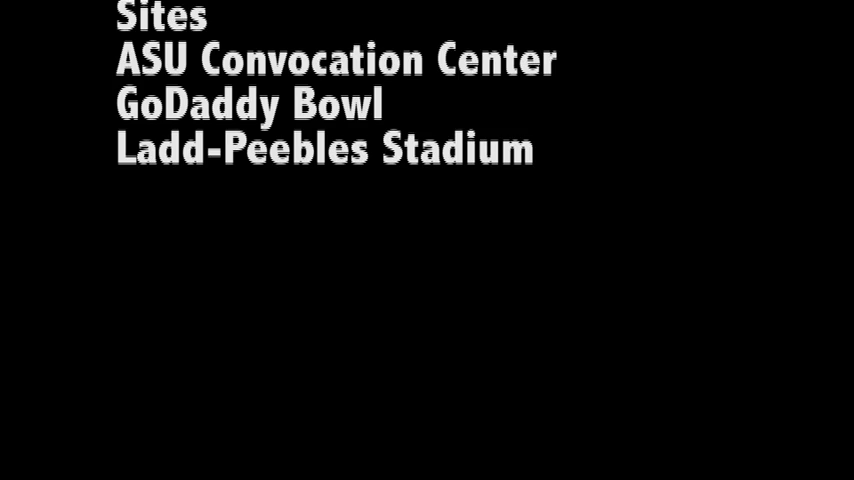 Sites
ASU Convocation Center
GoDaddy Bowl
Ladd-Peebles Stadium